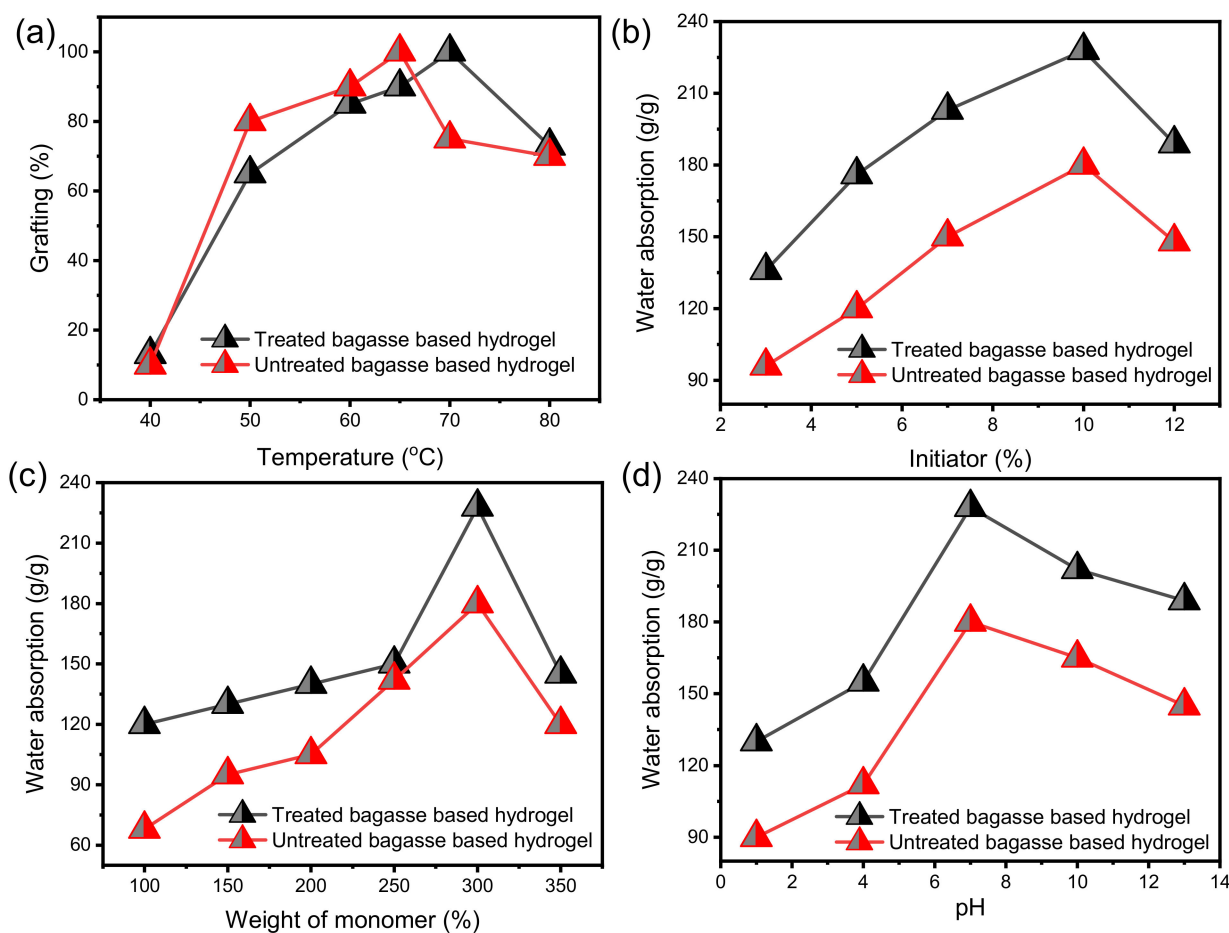 (a)
100
80
60
40
20
0
Grafting (%)
Treated bagasse based hydrogel
Untreated bagasse based hydrogel
40 50 60 70 80
Temperature (°C)
(b)
240
210
180
150
120
90
Water absorption (g/g)
Treated bagasse based hydrogel
Untreated bagasse based hydrogel
2 4 6 8 10 12
Initiator (%)
(c)
240
210
180
150
120
90
60
Water absorption (g/g)
Treated bagasse based hydrogel
Untreated bagasse based hydrogel
100 150 200 250 300 350
Weight of monomer (%)
(d)
240
210
180
150
120
90
Water absorption (g/g)
Treated bagasse based hydrogel
Untreated bagasse based hydrogel
0 2 4 6 8 10 12 14
pH